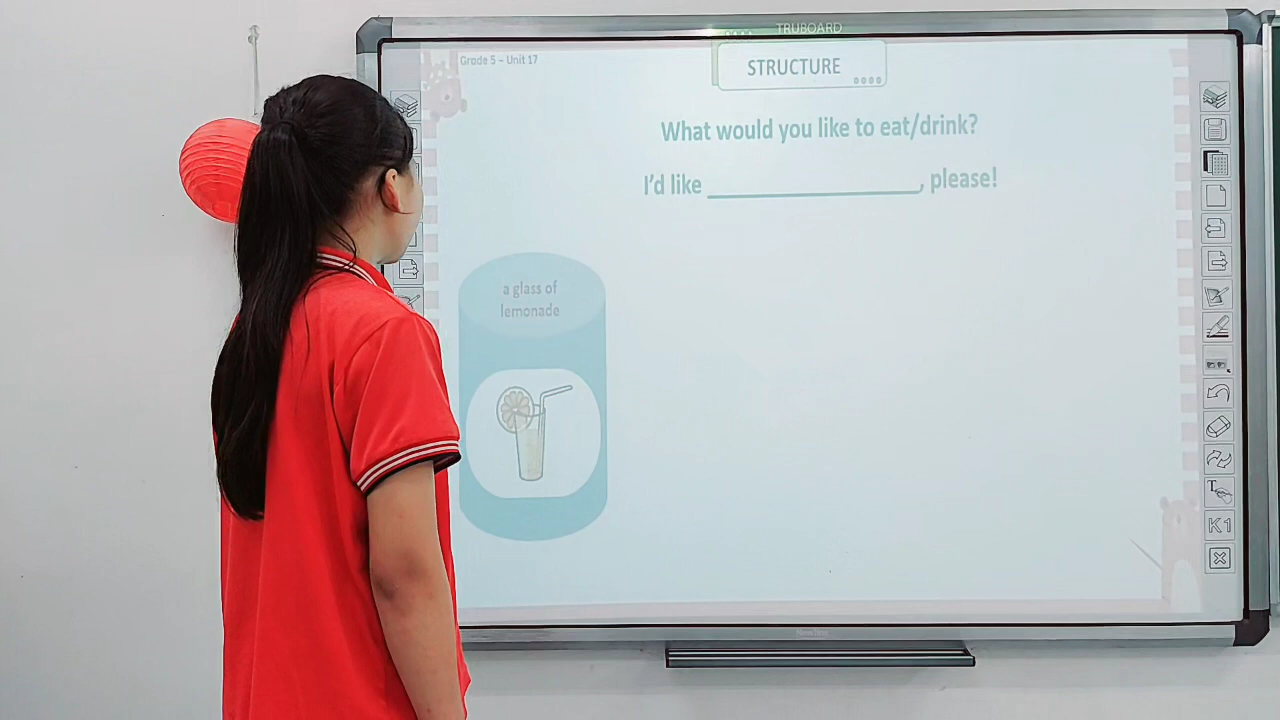 TRUBOARD
Grade 5 - Unit 17
STRUCTURE
What would you like to eat/drink?
I'd like ____________________, please!
a glass of
lemonade
T
K1